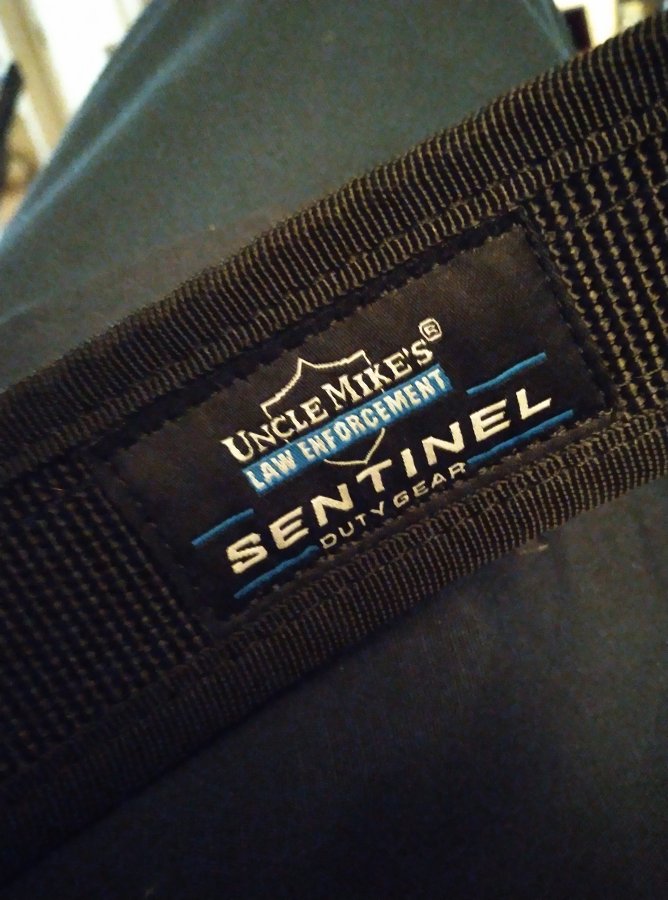 UNCLE MIKE'S®
LAW ENFORCEMENT
SENTINEL
DUTY GEAR